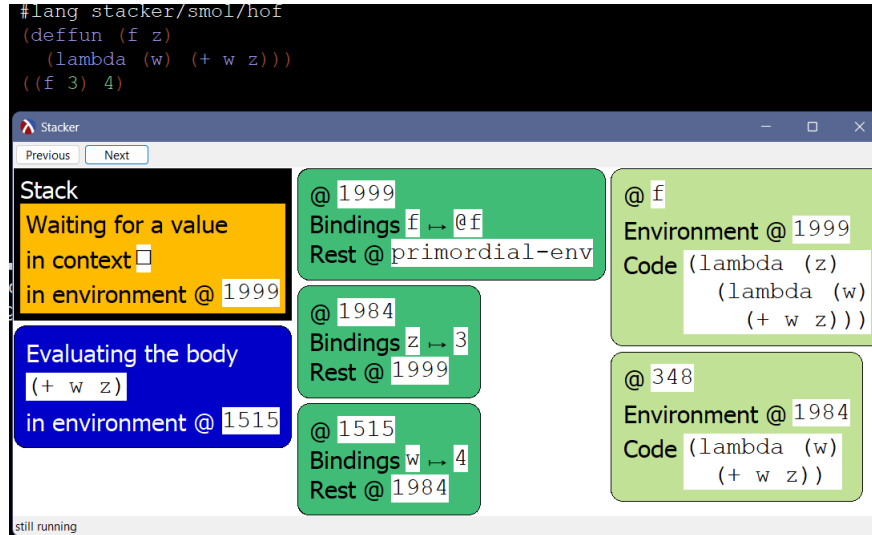 #lang stacker/smol/hof
(deffun (f z)
(lambda (w) (+ w z)))
((f 3) 4)
Stacker
Previous Next
Stack
Waiting for a value
in context □
in environment @ 1999
Evaluating the body
(+ w z)
in environment @ 1515
@ 1999
Bindings f ↦ @f
Rest @ primordial-env
@ 1984
Bindings z ↦ 3
Rest @ 1999
@ 1515
Bindings w ↦ 4
Rest @ 1984
@ f
Environment @ 1999
Code (lambda (z)
(lambda (w)
(+ w z)))
@ 348
Environment @ 1984
Code (lambda (w)
(+ w z))
still running